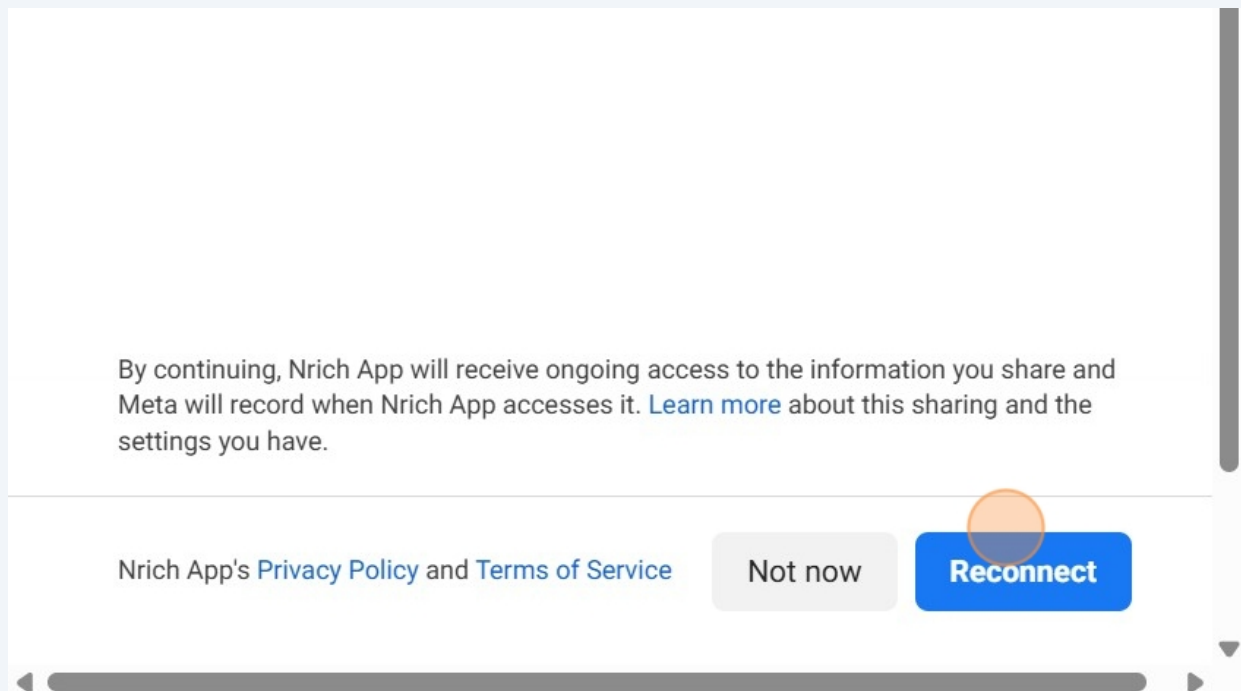 By continuing, Nrich App will receive ongoing access to the information you share and
Meta will record when Nrich App accesses it. Learn more about this sharing and the
settings you have.
Nrich App's Privacy Policy and Terms of Service
Not now
Reconnect